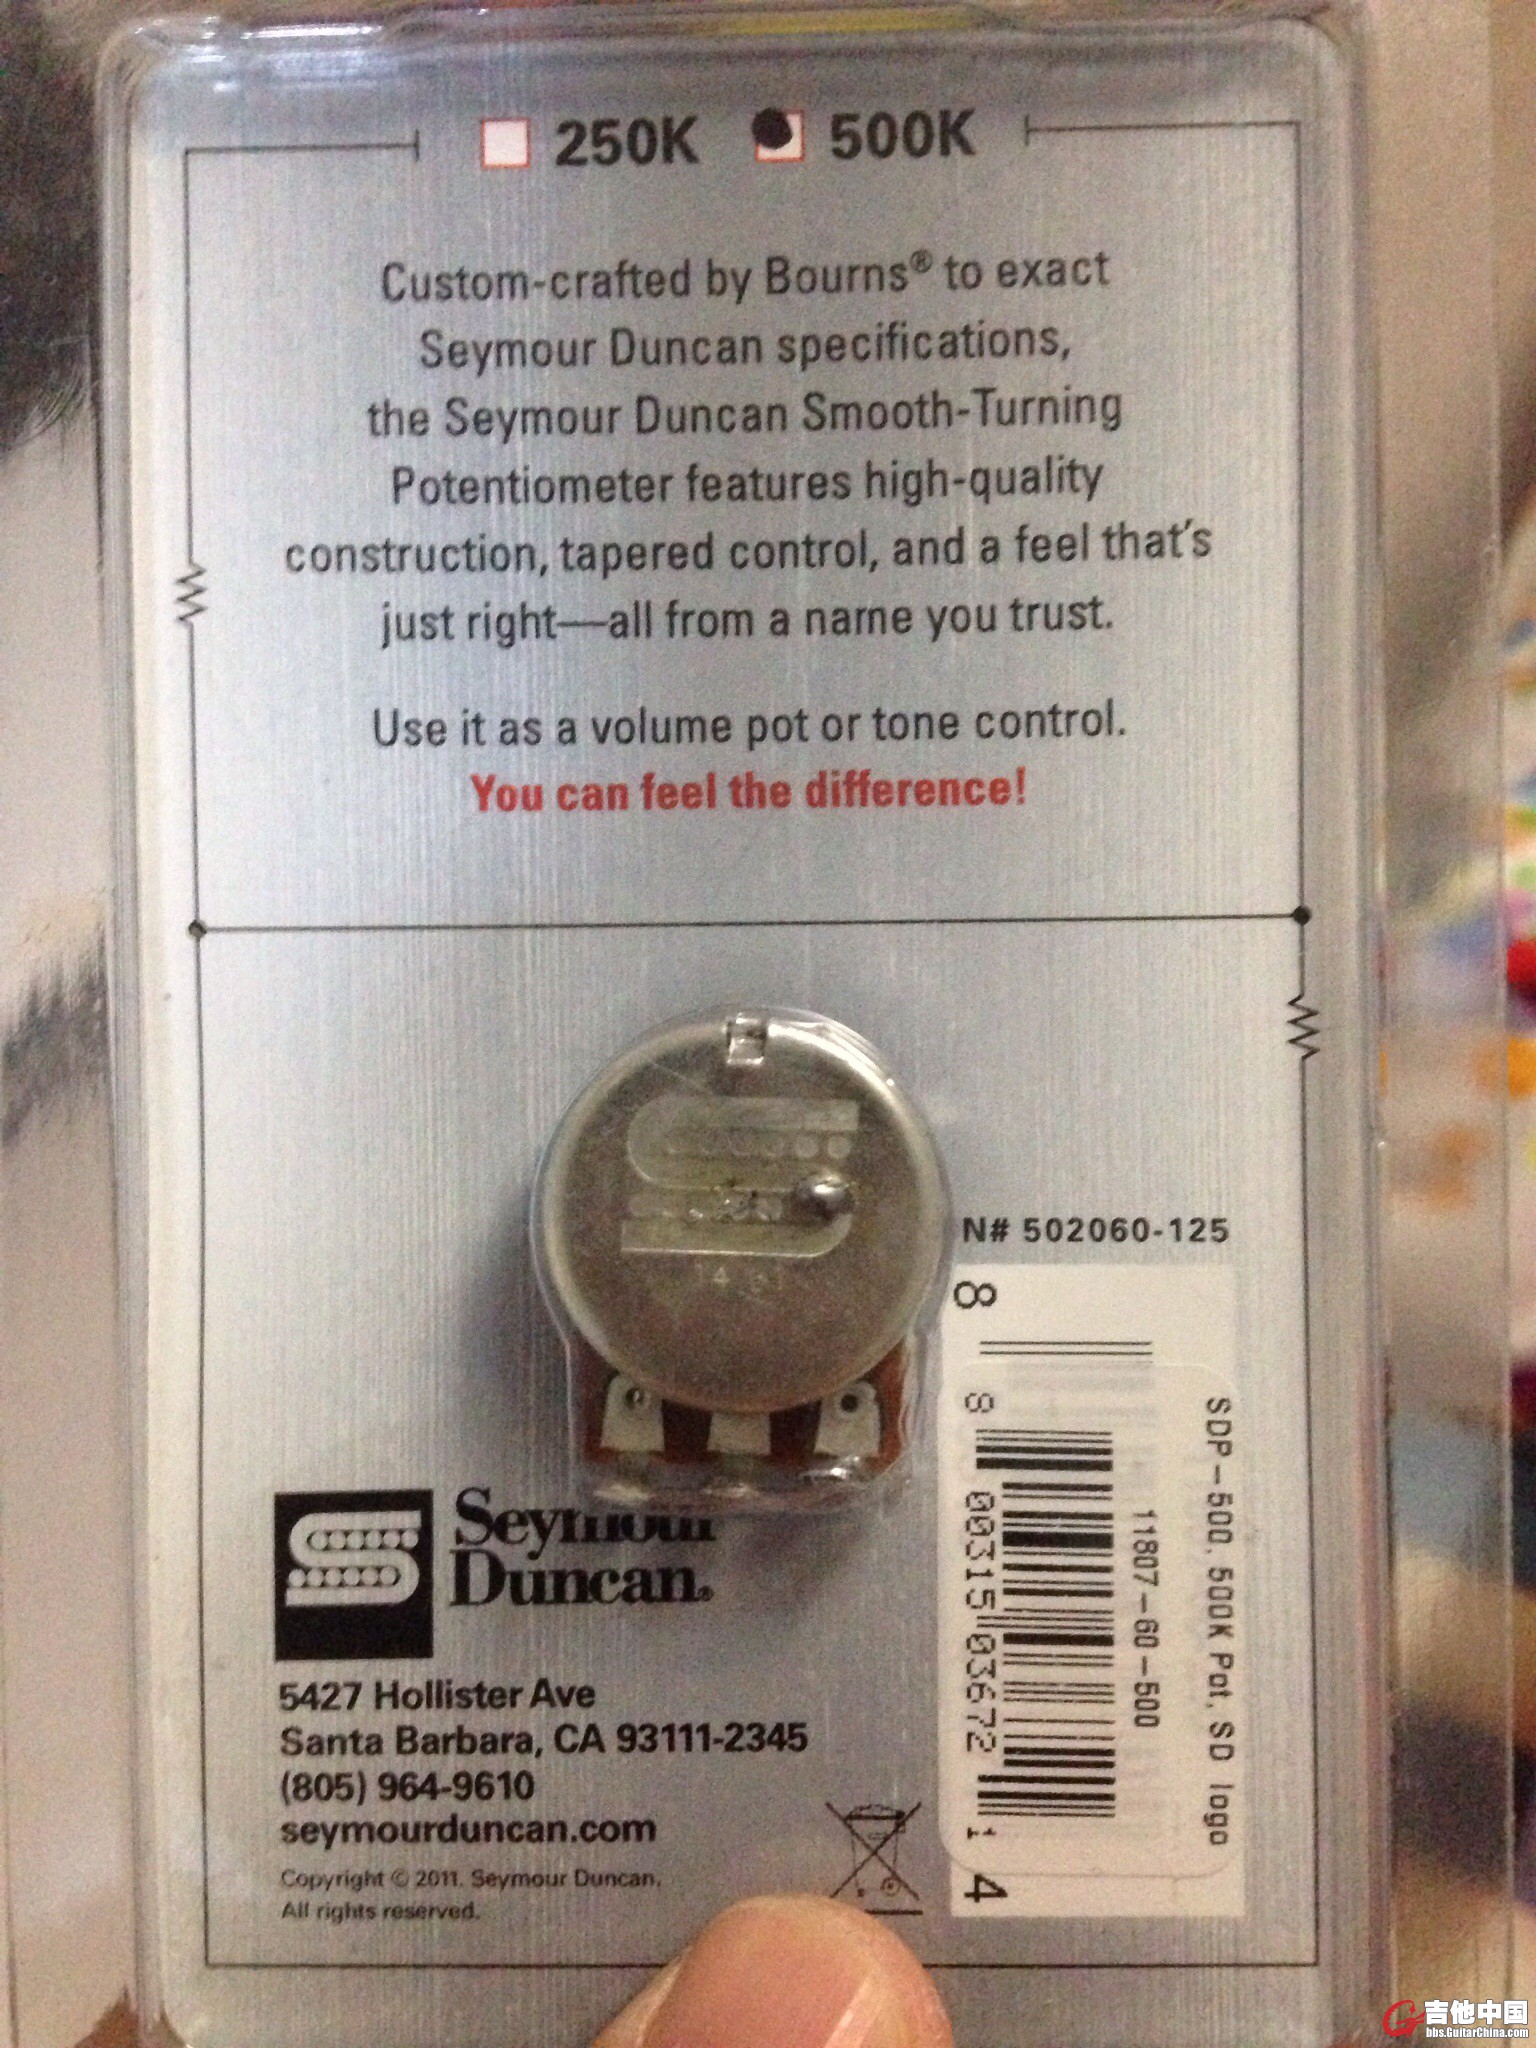 250K 500K
Custom-crafted by Bourns® to exact
Seymour Duncan specifications,
the Seymour Duncan Smooth-Turning
Potentiometer features high-quality
construction, tapered control, and a feel that's
just right—all from a name you trust.
Use it as a volume pot or tone control.
You can feel the difference!
N# 502060-125
8
SDP-500, 500K Pot, SD logo
11807-60-500
8 00315 03672 1
4
Seymour
Duncan®
5427 Hollister Ave
Santa Barbara, CA 93111-2345
(805) 964-9610
seymourduncan.com
Copyright © 2011. Seymour Duncan.
All rights reserved.
吉他中国
bbs.GuitarChina.com